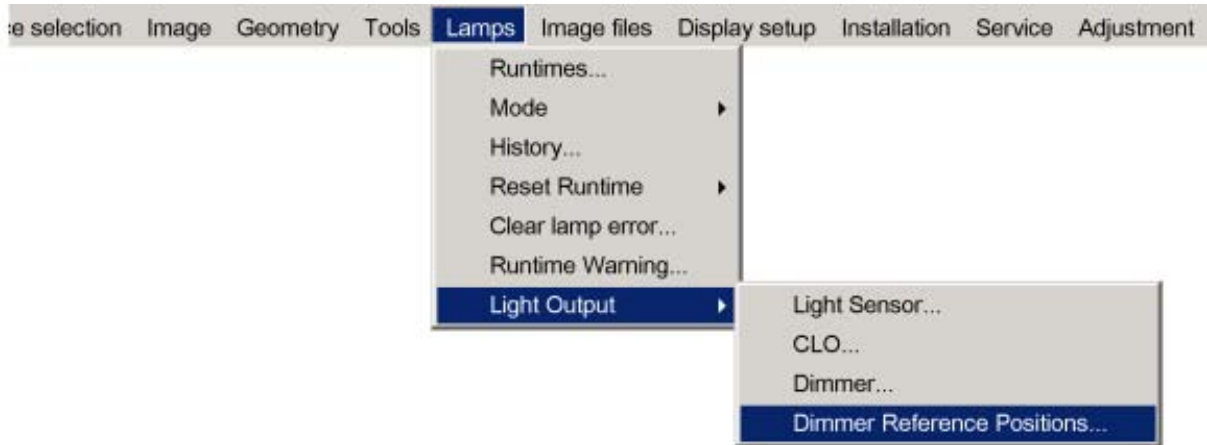 e selection Image Geometry Tools Lamps Image files Display setup Installation Service Adjustment
Runtimes...
Mode
History...
Reset Runtime
Clear lamp error...
Runtime Warning...
Light Output
Light Sensor...
CLO...
Dimmer...
Dimmer Reference Positions...